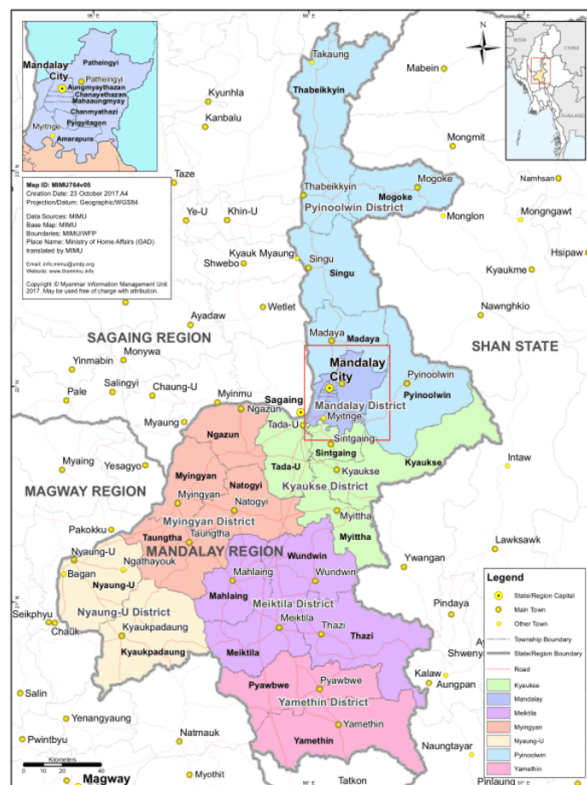 Patheingyi
Mandalay
City
Patheingyi
Aungmyaythazan
Chanayethazan
Mahaaungmyay
Chanmyathazi
Pyigyitagon
Myitnge
Amarapura
Map ID: MIMU764v05
Creation Date: 23 October 2017,A4
Projection/Datum: Geographic/WGS84
Data Sources: MIMU
Base Map: MIMU
Boundaries: MIMU/WFP
Place Name: Ministry of Home Affairs (GAD)
translated by MIMU
Email: info.mimu@undp.org
Website: www.themimu.info
Copyright © Myanmar Information Management Unit
2017. May be used free of charge with attribution.
N
INDIA
CHINA
THAILAND
Takaung
Mabein
Thabeikkyin
Kyunhla
Kanbalu
Mongmit
Taze
Namhsan
Thabeikkyin
Mogoke
Mogoke
Pyinoolwin District
Ye-U
Khin-U
Monglon
Mongngawt
Kyauk Myaung
Singu
Shwebo
Singu
Hsipaw
Kyaukme
Wetlet
Nawnghkio
Ayadaw
Madaya
Madaya
SAGAING REGION
SHAN STATE
Monywa
Yinmabin
Mandalay
City
Pyinoolwin
Pyinoolwin
Salingyi
Chaung-U
Pale
Myinmu
Sagaing
Mandalay District
Ngazun
Myitnge
Myaung
Tada-U
Ngazun
Sintgaing
Sintgaing
Myaing
Yesagyo
Tada-U
Kyaukse
Kyaukse
Intaw
Myingyan
Natogyi
Kyaukse District
MAGWAY REGION
Myingyan
Natogyi
Myittha
Myingyan District
Pakokku
Taungtha
Taungtha
Myittha
Lawksawk
MANDALAY REGION
Wundwin
Nyaung-U
Ngathayouk
Ywangan
Bagan
Nyaung-U
Mahlaing
Wundwin
Mahlaing
Meiktila District
Nyaung-U District
Pindaya
Seikphyu
Chauk
Kyaukpadaung
Meiktila
Thazi
Thazi
Kyaukpadaung
Meiktila
Kalaw
Aungpan
Pyawbwe
Pyawbwe
Salin
Yamethin District
Yenangyaung
Yamethin
Yamethin
Pwintbyu
Natmauk
Naungtayar
Myothit
Tatkon
Magway
Pinlaung
Kilometers
0 20 40
Legend
State/Region Capital
Main Town
Other Town
Township Boundary
State/Region Boundary
Road
Kyaukse
Mandalay
Meiktila
Myingyan
Nyaung-U
Pyinoolwin
Yamethin